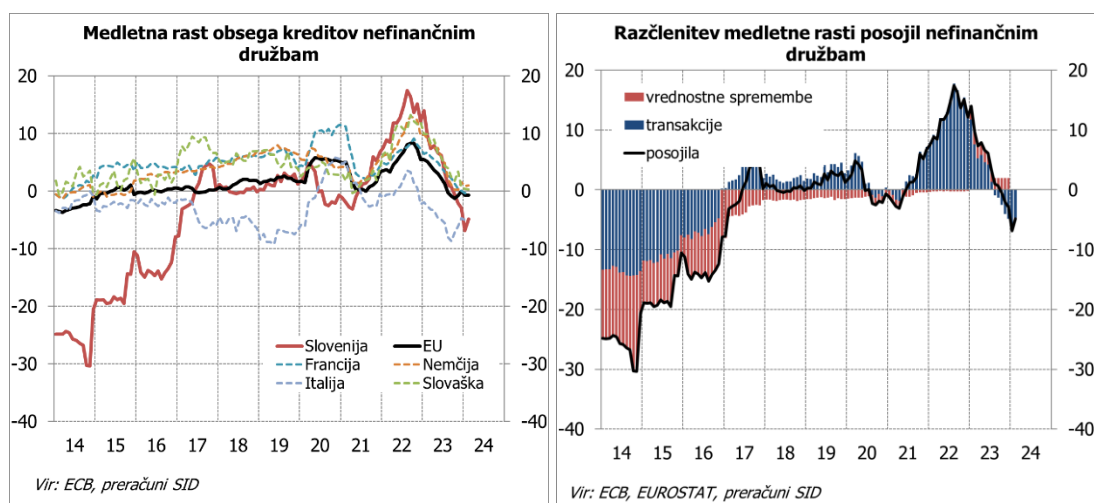 Medletna rast obsega kreditov nefinančnim
družbam
20 20
10 10
0 0
-10 -10
-20 -20
-30 -30
-40 -40
Slovenija EU
Francija Nemčija
Italija Slovaška
14 15 16 17 18 19 20 21 22 23 24
Vir: ECB, preračuni SID
Razčlenitev medletne rasti posojil nefinančnim
družbam
20 20
10 10
0 0
-10 -10
-20 -20
-30 -30
-40 -40
vrednostne spremembe
transakcije
posojila
14 15 16 17 18 19 20 21 22 23 24
Vir: ECB, EUROSTAT, preračuni SID